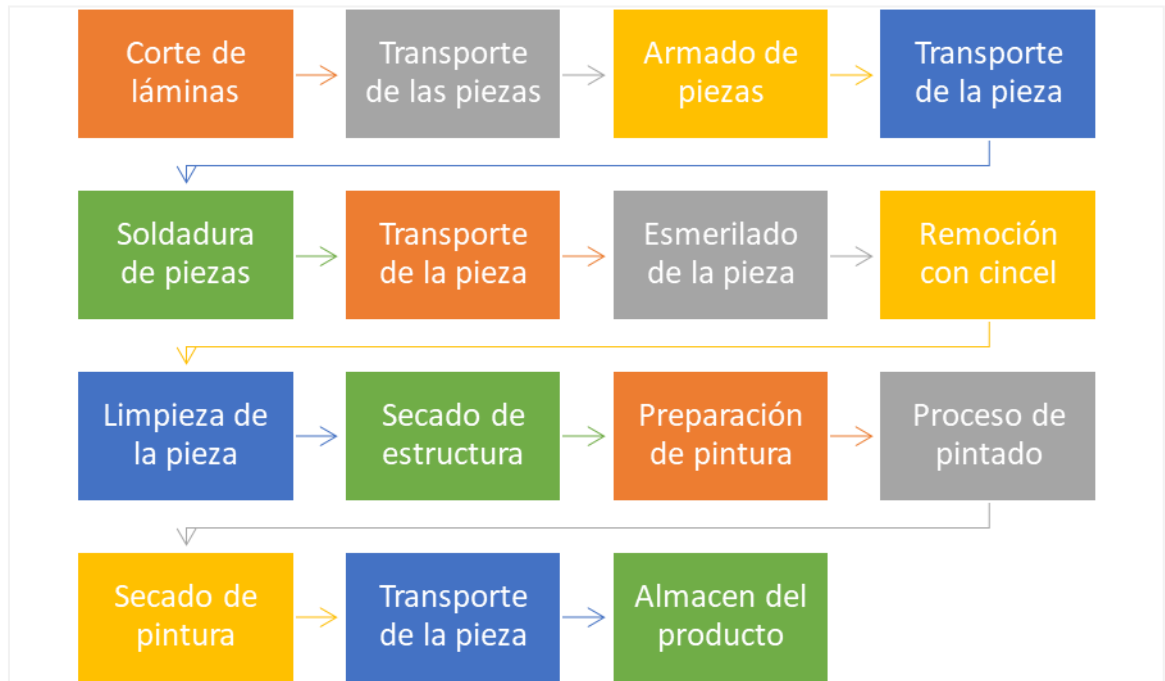 Corte de
láminas
Transporte
de las piezas
Armado de
piezas
Transporte
de la pieza
Soldadura
de piezas
Transporte
de la pieza
Esmerilado
de la pieza
Remoción
con cincel
Limpieza de
la pieza
Secado de
estructura
Preparación
de pintura
Proceso de
pintado
Secado de
pintura
Transporte
de la pieza
Almacen del
producto